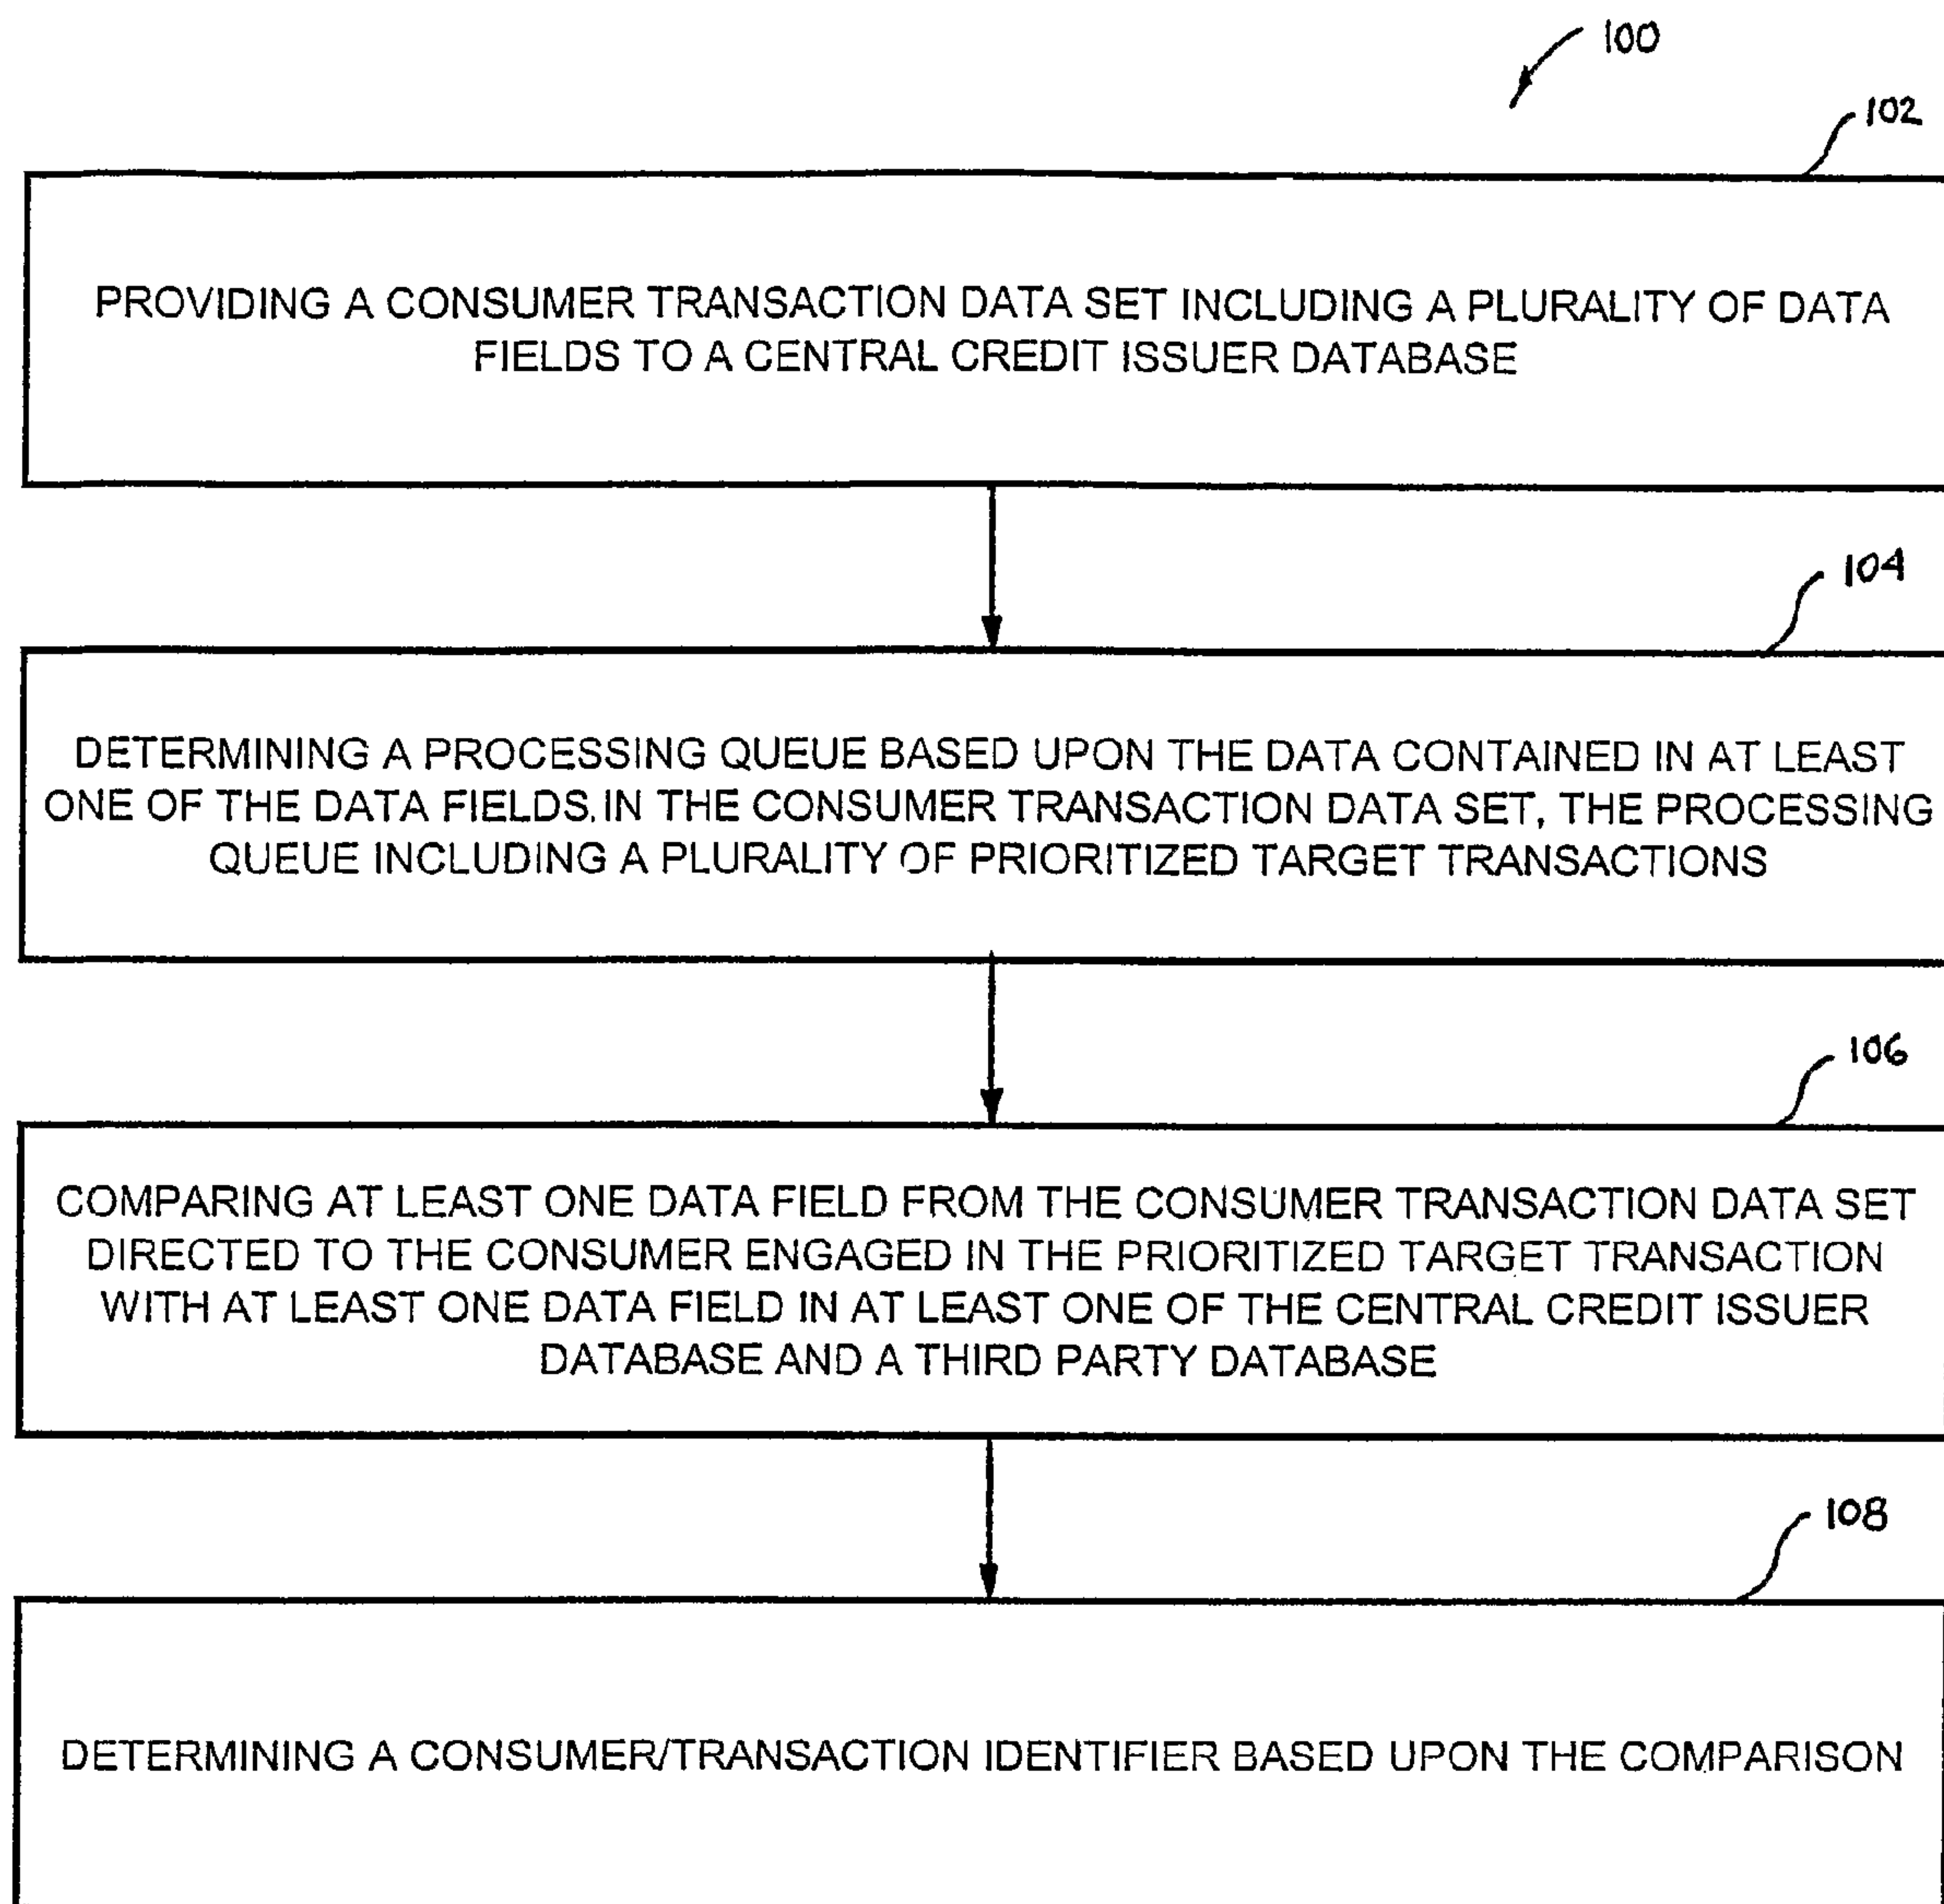 100
102
PROVIDING A CONSUMER TRANSACTION DATA SET INCLUDING A PLURALITY OF DATA
FIELDS TO A CENTRAL CREDIT ISSUER DATABASE
104
DETERMINING A PROCESSING QUEUE BASED UPON THE DATA CONTAINED IN AT LEAST
ONE OF THE DATA FIELDS IN THE CONSUMER TRANSACTION DATA SET, THE PROCESSING
QUEUE INCLUDING A PLURALITY OF PRIORITIZED TARGET TRANSACTIONS
106
COMPARING AT LEAST ONE DATA FIELD FROM THE CONSUMER TRANSACTION DATA SET
DIRECTED TO THE CONSUMER ENGAGED IN THE PRIORITIZED TARGET TRANSACTION
WITH AT LEAST ONE DATA FIELD IN AT LEAST ONE OF THE CENTRAL CREDIT ISSUER
DATABASE AND A THIRD PARTY DATABASE
108
DETERMINING A CONSUMER/TRANSACTION IDENTIFIER BASED UPON THE COMPARISON